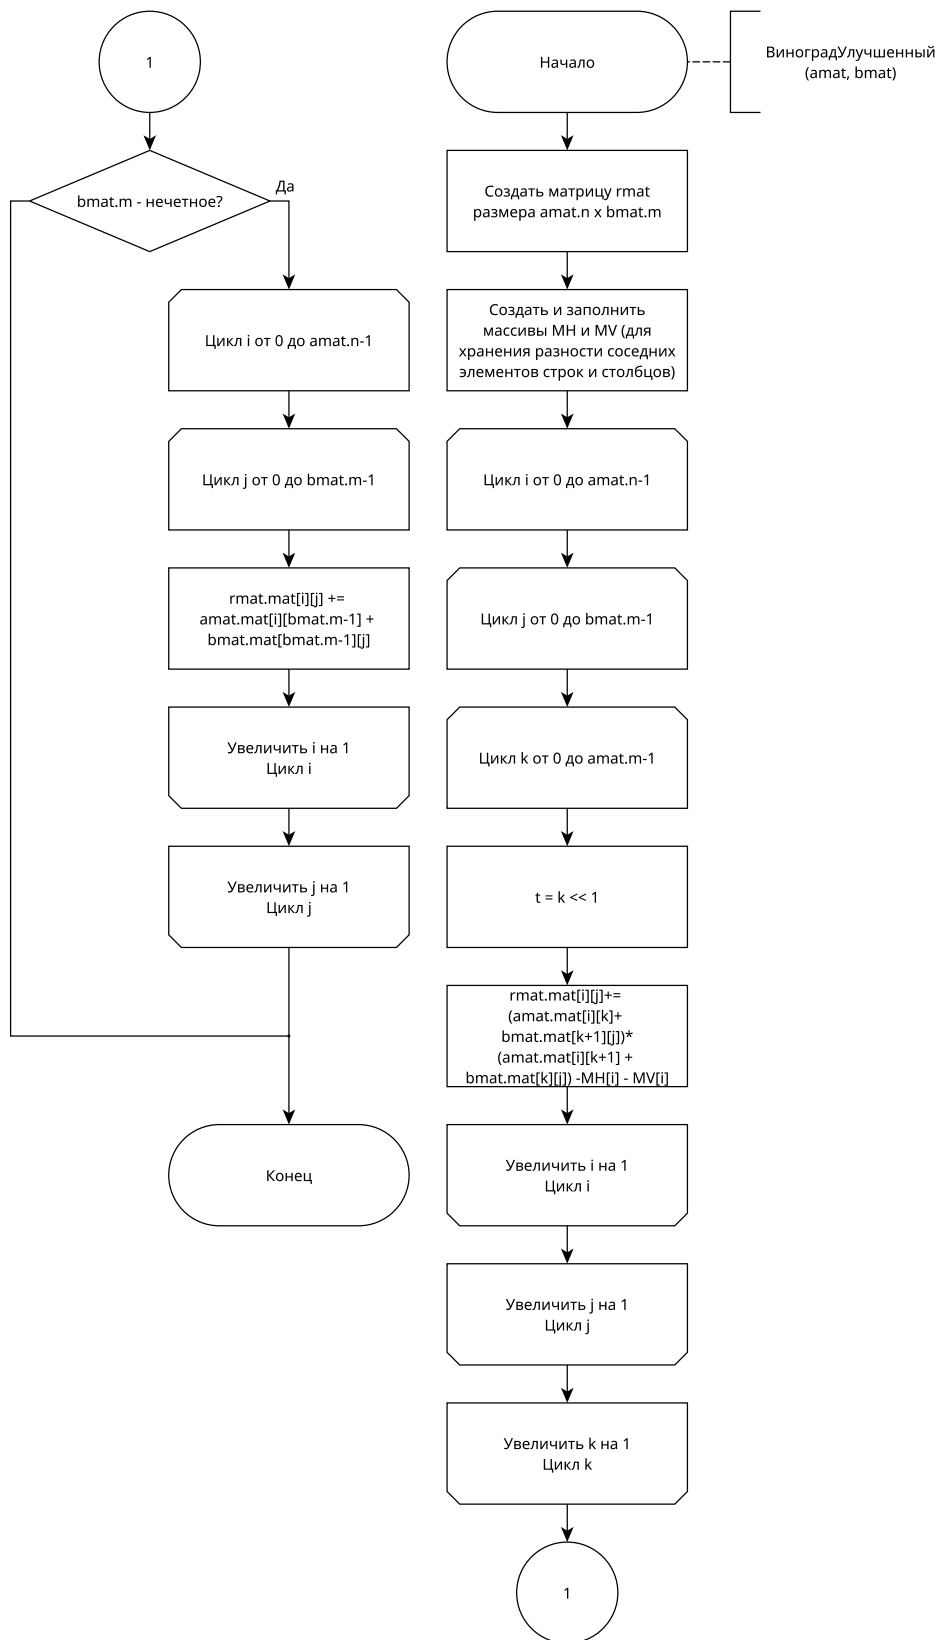 1
bmat.m - нечетное?
Да
Цикл i от 0 до amat.n-1
Цикл j от 0 до bmat.m-1
rmat.mat[i][j] +=
amat.mat[i][bmat.m-1] +
bmat.mat[bmat.m-1][j]
Увеличить i на 1
Цикл i
Увеличить j на 1
Цикл j
Конец
Начало
ВиноградУлучшенный
(amat, bmat)
Создать матрицу rmat
размера amat.n x bmat.m
Создать и заполнить
массивы MH и MV (для
хранения разности соседних
элементов строк и столбцов)
Цикл i от 0 до amat.n-1
Цикл j от 0 до bmat.m-1
Цикл k от 0 до amat.m-1
t = k << 1
rmat.mat[i][j]+=
(amat.mat[i][k]+
bmat.mat[k+1][j])*
(amat.mat[i][k+1] +
bmat.mat[k][j]) -MH[i] - MV[i]
Увеличить i на 1
Цикл i
Увеличить j на 1
Цикл j
Увеличить k на 1
Цикл k
1